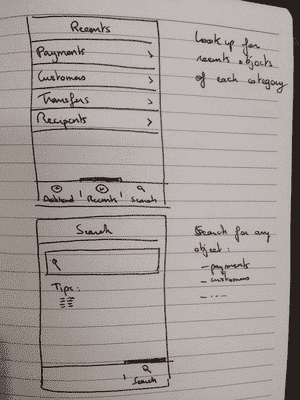 Recents
Payments >
Customers >
Transfers >
Recipients >
Dashboard Recents Search
Look up for
recents objects
of each category
Search
Tips:
Search
Search for any
object:
- payments
- customers
- ...